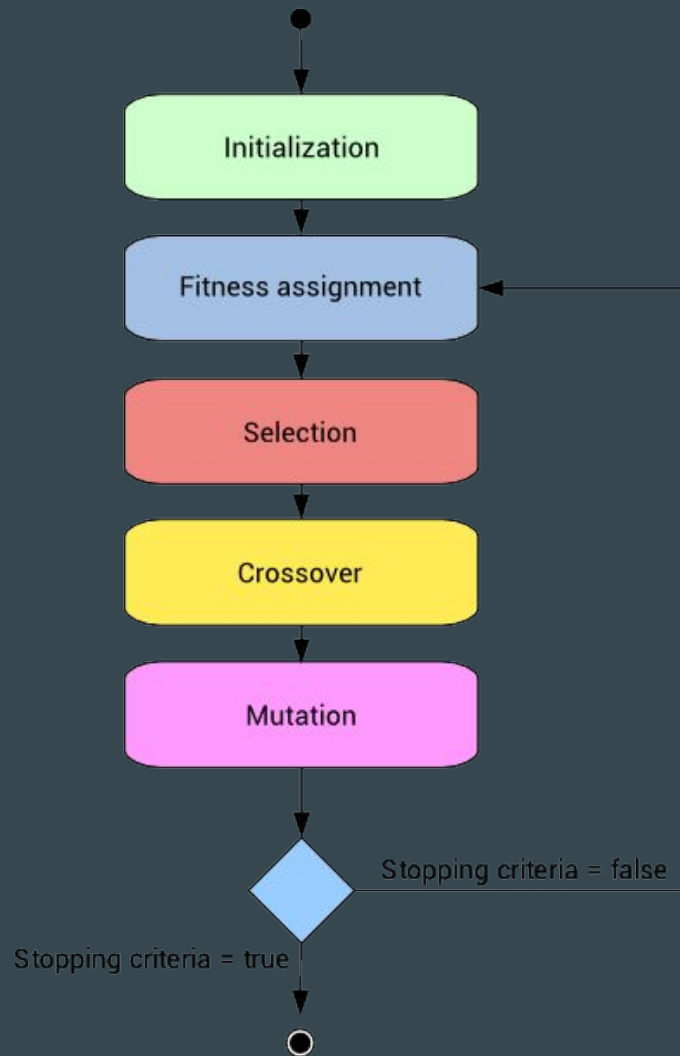 Initialization
Fitness assignment
Selection
Crossover
Mutation
Stopping criteria = false
Stopping criteria = true